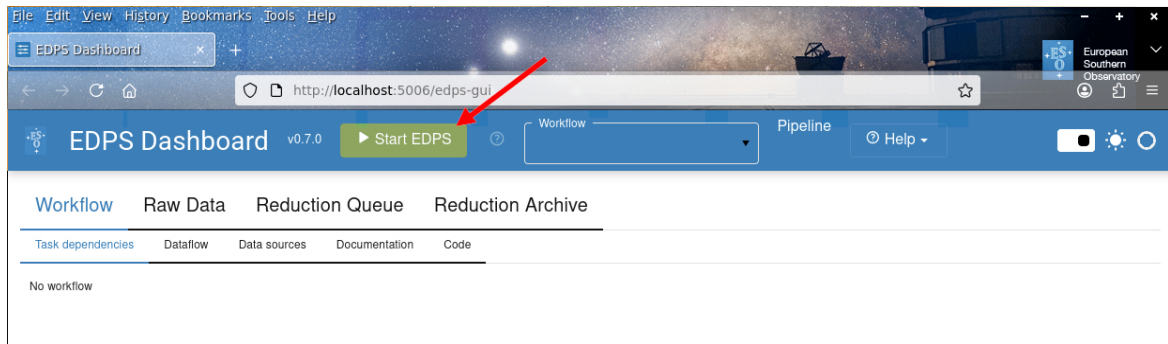 File Edit View History Bookmarks Tools Help
EDPS Dashboard × +
European
Southern
Observatory
http://localhost:5006/edps-gui
EDPS Dashboard v0.7.0 Start EDPS Workflow Pipeline Help
Workflow Raw Data Reduction Queue Reduction Archive
Task dependencies Dataflow Data sources Documentation Code
No workflow